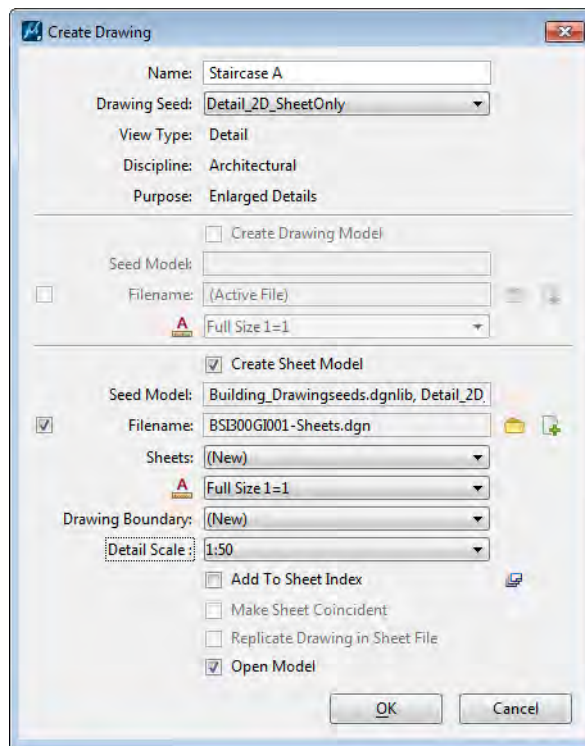 Create Drawing
Name: Staircase A
Drawing Seed: Detail_2D_SheetOnly
View Type: Detail
Discipline: Architectural
Purpose: Enlarged Details
Create Drawing Model
Seed Model:
Filename: (Active File)
A Full Size 1=1
Create Sheet Model
Seed Model: Building_Drawingseeds.dgnlib, Detail_2D
Filename: BSI300GI001-Sheets.dgn
Sheets: (New)
A Full Size 1=1
Drawing Boundary: (New)
Detail Scale : 1:50
Add To Sheet Index
Make Sheet Coincident
Replicate Drawing in Sheet File
Open Model
OK Cancel